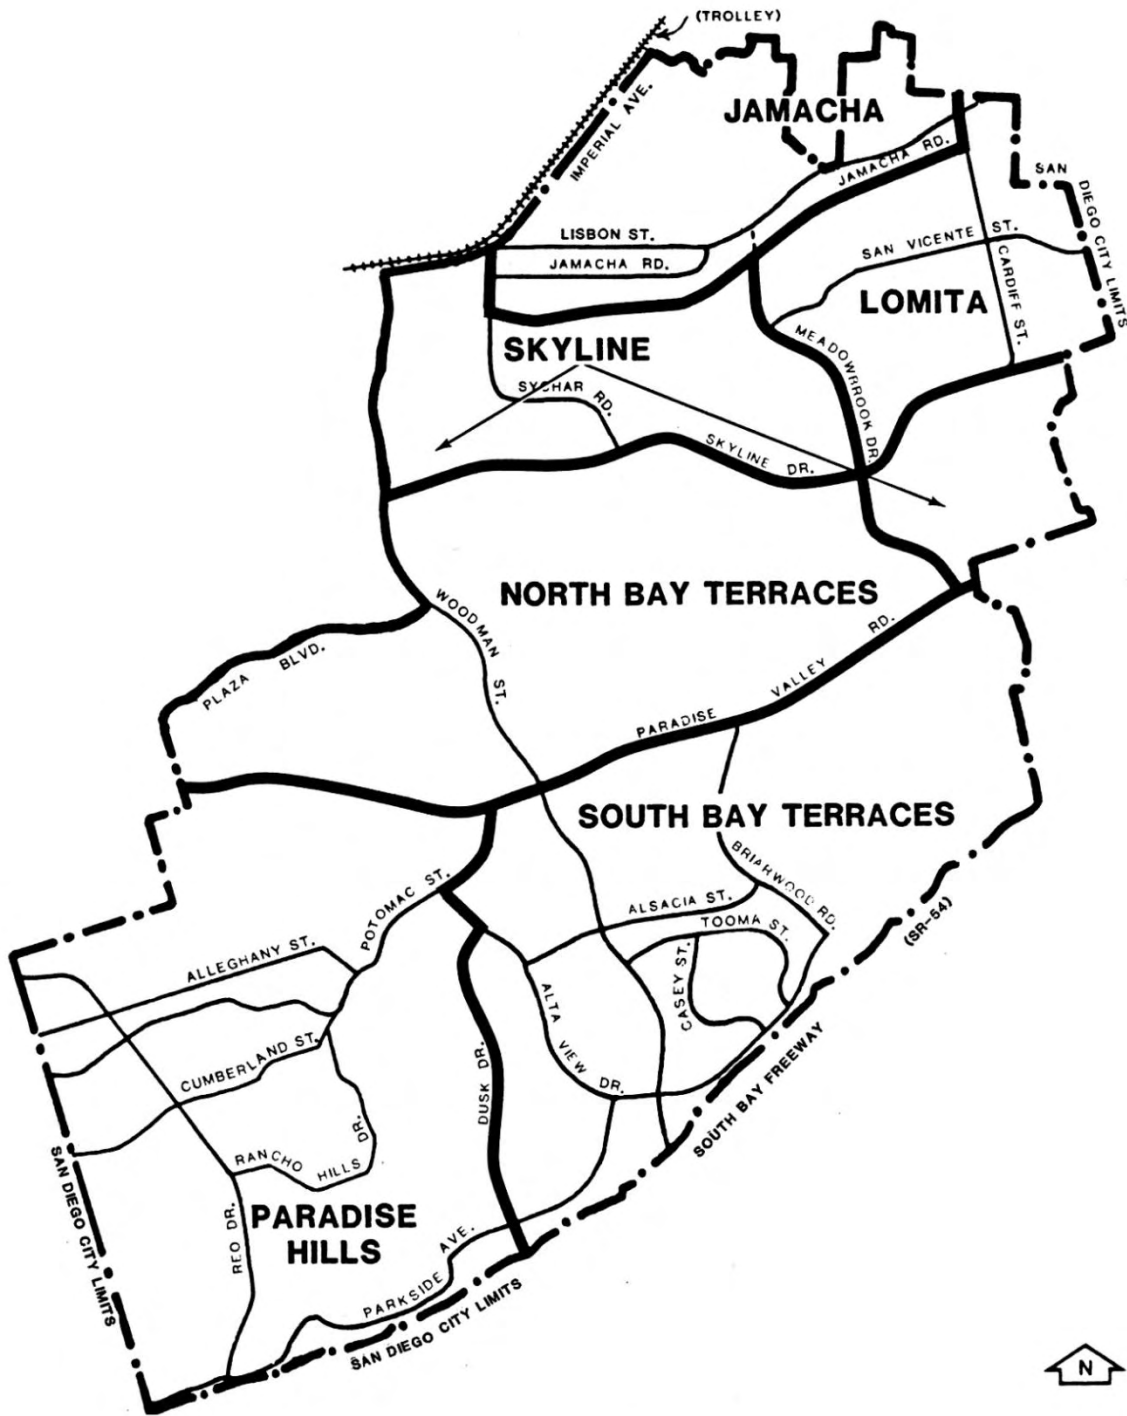 (TROLLEY)
JAMACHA
IMPERIAL AVE.
JAMACHA RD.
SAN
DIEGO CITY LIMITS
LISBON ST.
JAMACHA RD.
SAN VICENTE ST.
CARDIFF ST.
LOMITA
SKYLINE
MEADOWBROOK DR.
SYCHAR RD.
SKYLINE DR.
NORTH BAY TERRACES
WOODMAN ST.
PLAZA BLVD.
PARADISE VALLEY RD.
SOUTH BAY TERRACES
BRIARWOOD RD.
POTOMAC ST.
ALSACIA ST.
TOOMA ST.
(SR-54)
ALLEGHANY ST.
CASEY ST.
ALTA VIEW DR.
CUMBERLAND ST.
DUSK DR.
SOUTH BAY FREEWAY
RANCHO HILLS DR.
SAN DIEGO CITY LIMITS
REO DR.
PARADISE
HILLS
PARKSIDE AVE.
SAN DIEGO CITY LIMITS
N